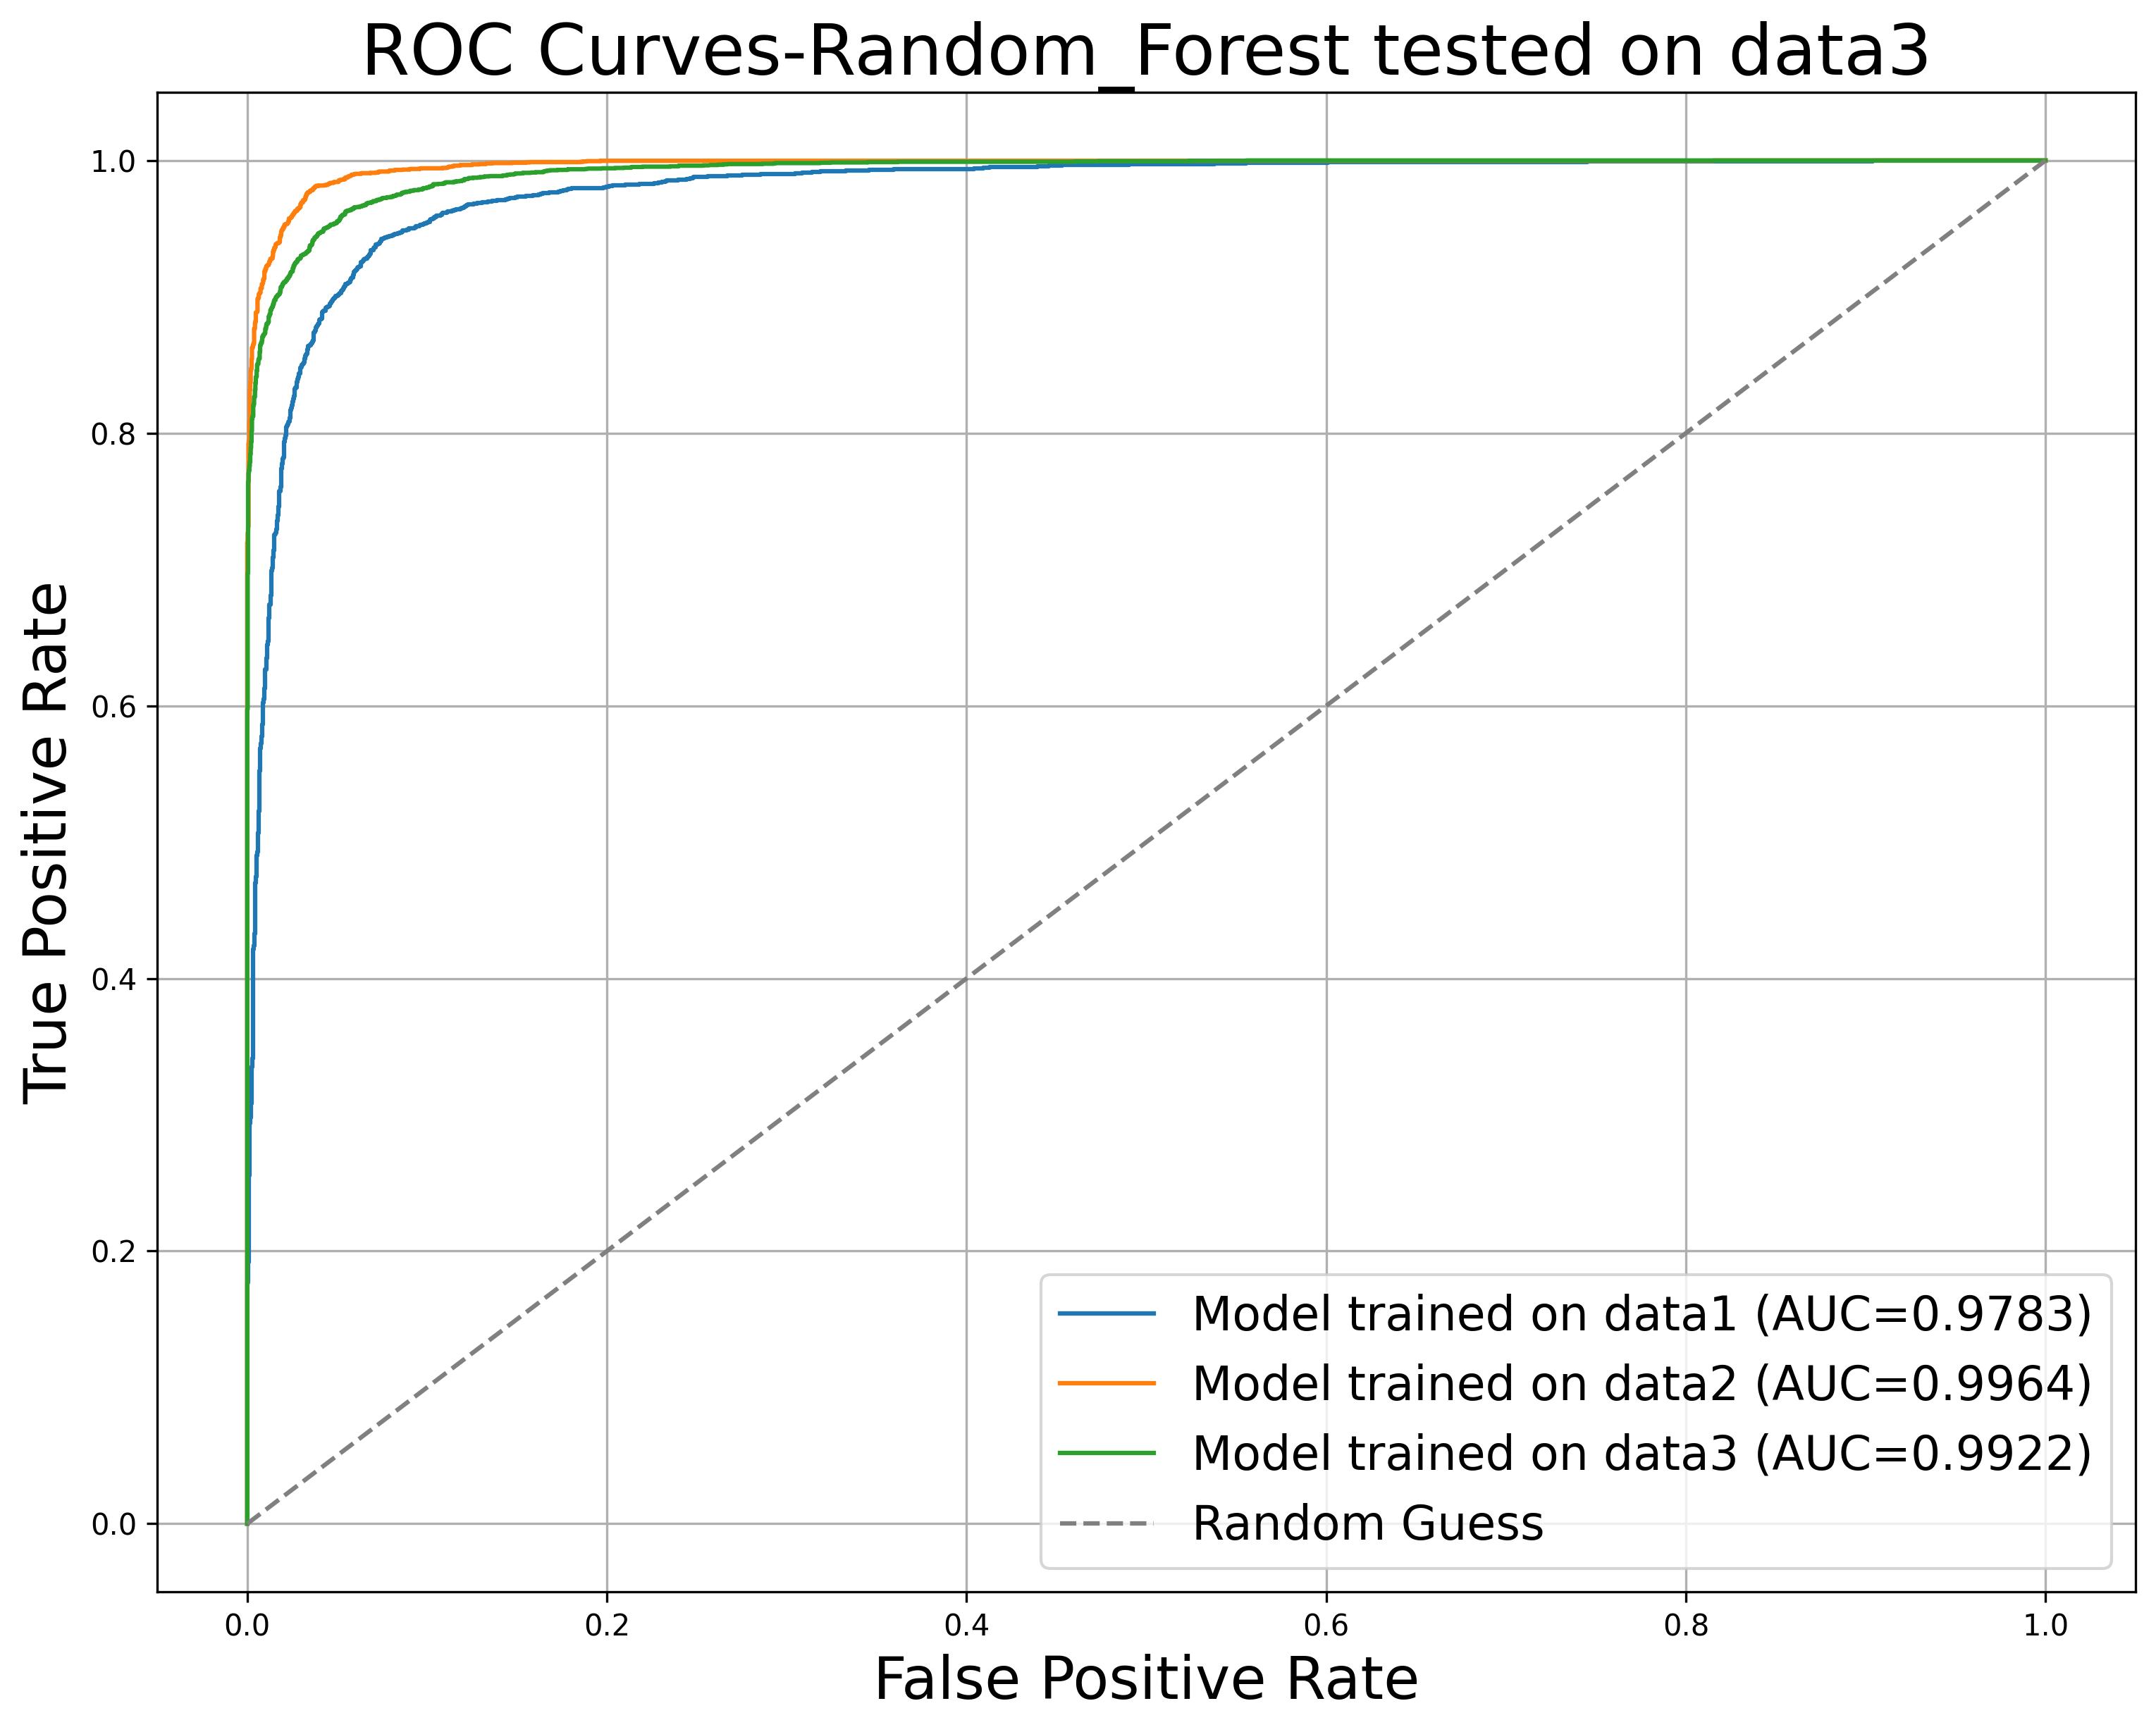 ROC Curves-Random_Forest tested on data3
True Positive Rate
1.0
0.8
0.6
0.4
0.2
0.0
Model trained on data1 (AUC=0.9783)
Model trained on data2 (AUC=0.9964)
Model trained on data3 (AUC=0.9922)
Random Guess
0.0 0.2 0.4 0.6 0.8 1.0
False Positive Rate